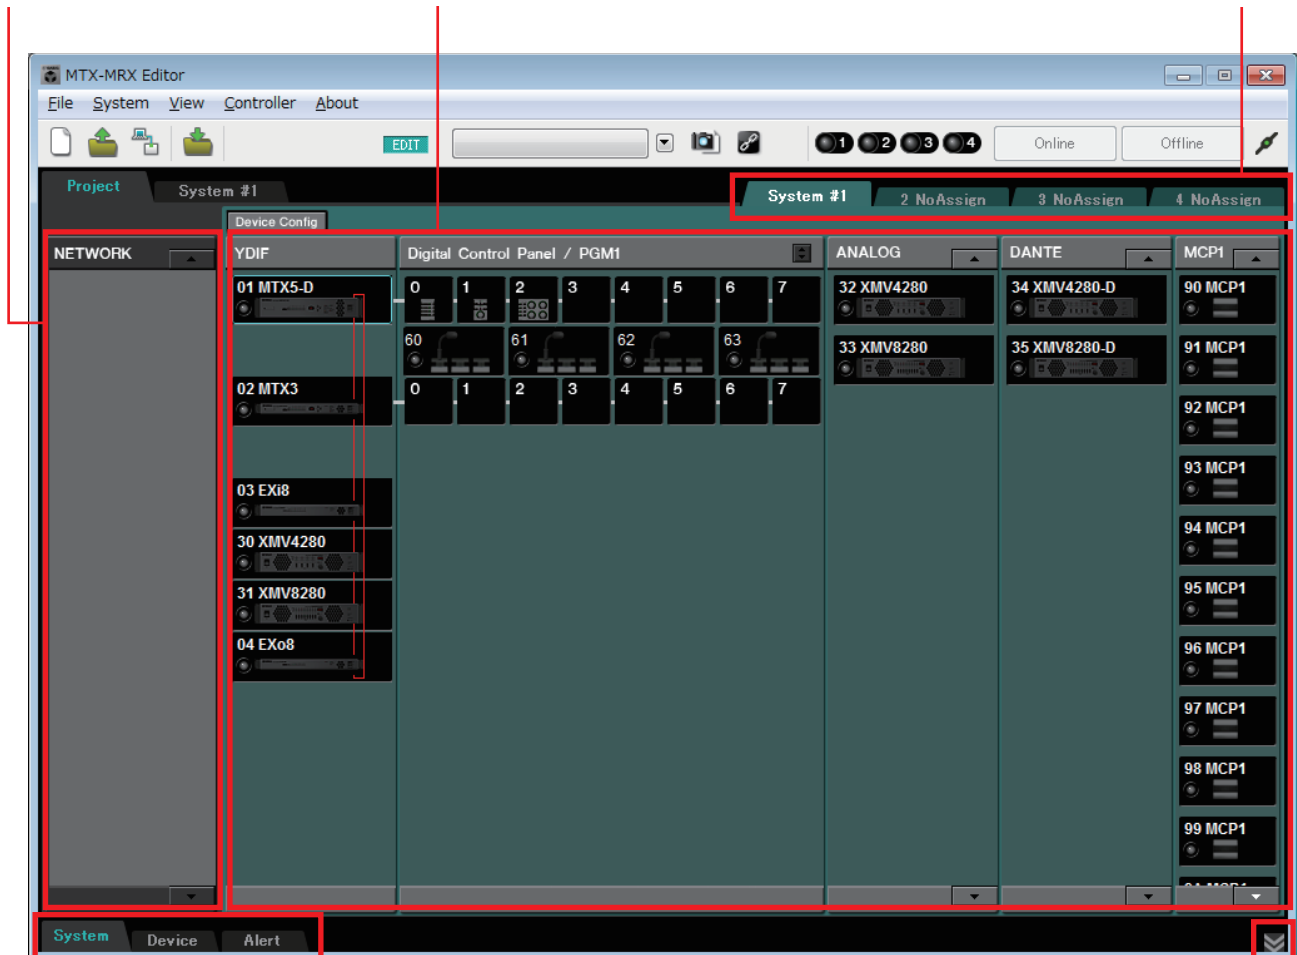 MTX-MRX Editor
File System View Controller About
EDIT 1 2 3 4 Online Offline
Project System #1 System #1 2 NoAssign 3 NoAssign 4 NoAssign
Device Config
NETWORK YDIF Digital Control Panel / PGM1 ANALOG DANTE MCP1
01 MTX5-D 0 1 2 3 4 5 6 7 32 XMV4280 34 XMV4280-D 90 MCP1
60 61 62 63 33 XMV8280 35 XMV8280-D 91 MCP1
02 MTX3 0 1 2 3 4 5 6 7 92 MCP1
93 MCP1
03 EXi8
94 MCP1
30 XMV4280
31 XMV8280 95 MCP1
04 EXo8 96 MCP1
97 MCP1
98 MCP1
99 MCP1
System Device Alert